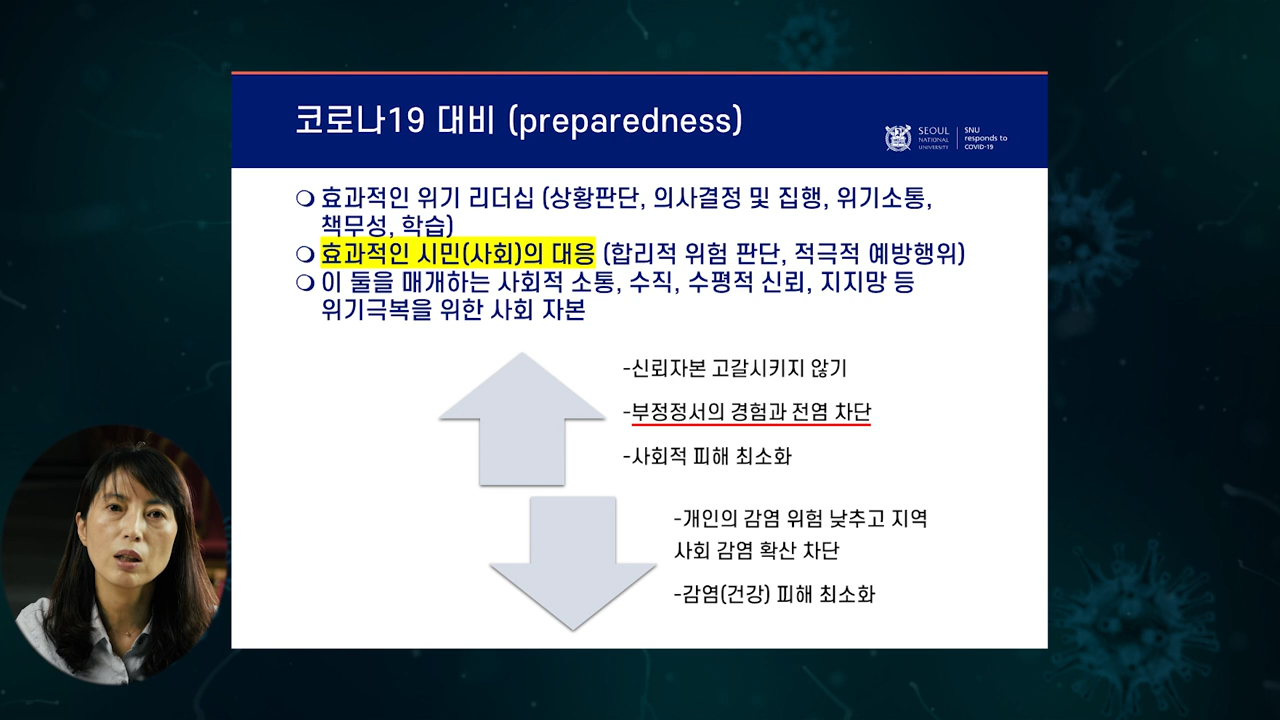 코로나19 대비 (preparedness)
SEOUL
NATIONAL
UNIVERSITY
SNU
responds to
COVID-19
❍ 효과적인 위기 리더십 (상황판단, 의사결정 및 집행, 위기소통,
책무성, 학습)
❍ 효과적인 시민(사회)의 대응 (합리적 위험 판단, 적극적 예방행위)
❍ 이 둘을 매개하는 사회적 소통, 수직, 수평적 신뢰, 지지망 등
위기극복을 위한 사회 자본
-신뢰자본 고갈시키지 않기
-부정정서의 경험과 전염 차단
-사회적 피해 최소화
-개인의 감염 위험 낮추고 지역
사회 감염 확산 차단
-감염(건강) 피해 최소화